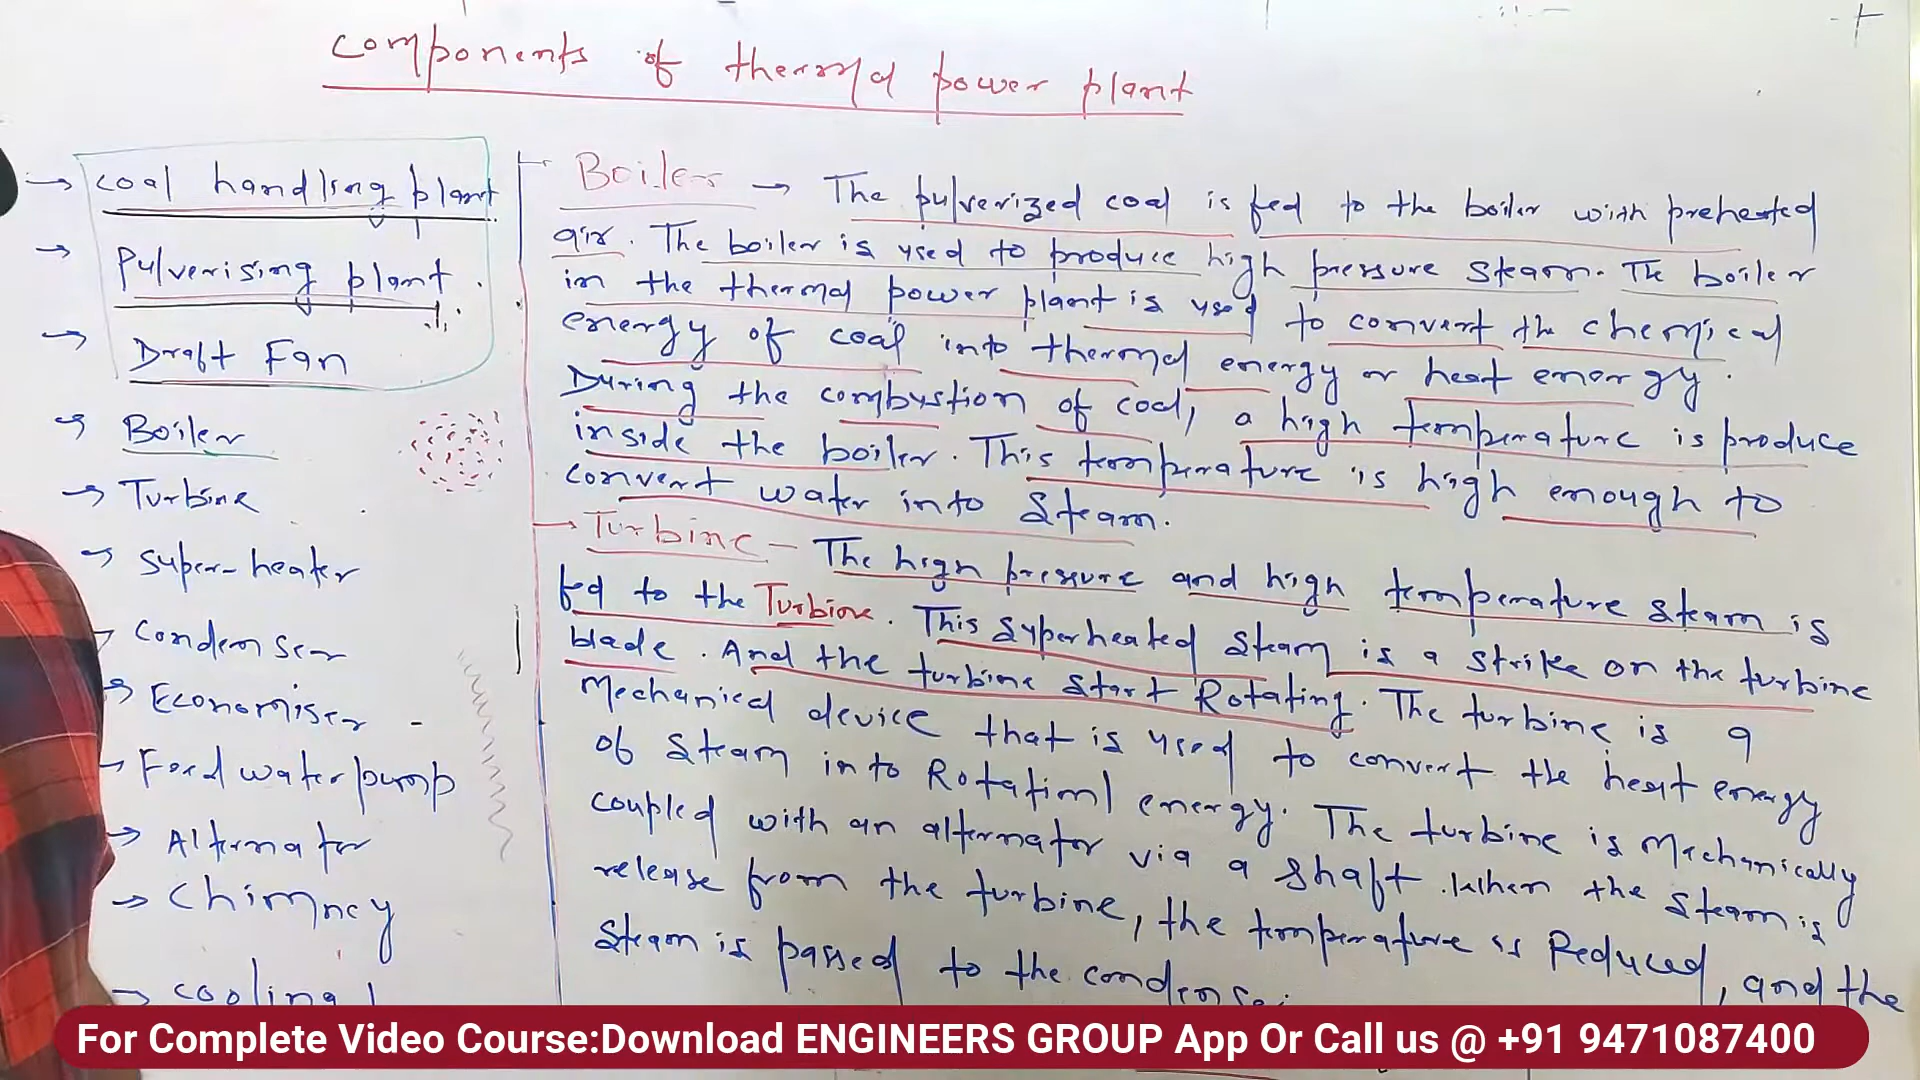 Components of thermal power plant
→ Coal handling plant
→ Pulverising plant.
→ Draft Fan
→ Boiler
→ Turbine
→ Super-heater
→ Condenser
→ Economiser -
→ Feed water pump
→ Alternator
→ Chimney
→ cooling
Boiler → The pulverized coal is fed to the boiler with preheated
air. The boiler is used to produce high pressure steam. The boiler
in the thermal power plant is used to convert the chemical
energy of coal into thermal energy or heat energy.
During the combustion of coal, a high temperature is produce
inside the boiler. This temperature is high enough to
convert water into steam.
→ Turbine - The high pressure and high temperature steam is
fed to the Turbine. This superheated steam is a strike on the turbine
blade. And the turbine start Rotating. The turbine is a
Mechanical device that is used to convert the heat energy
of steam into Rotational energy. The turbine is Mechanically
coupled with an alternator via a shaft. When the steam is
release from the turbine, the temperature is Reduced, and the
steam is passed to the condenser
For Complete Video Course:Download ENGINEERS GROUP App Or Call us @ +91 9471087400